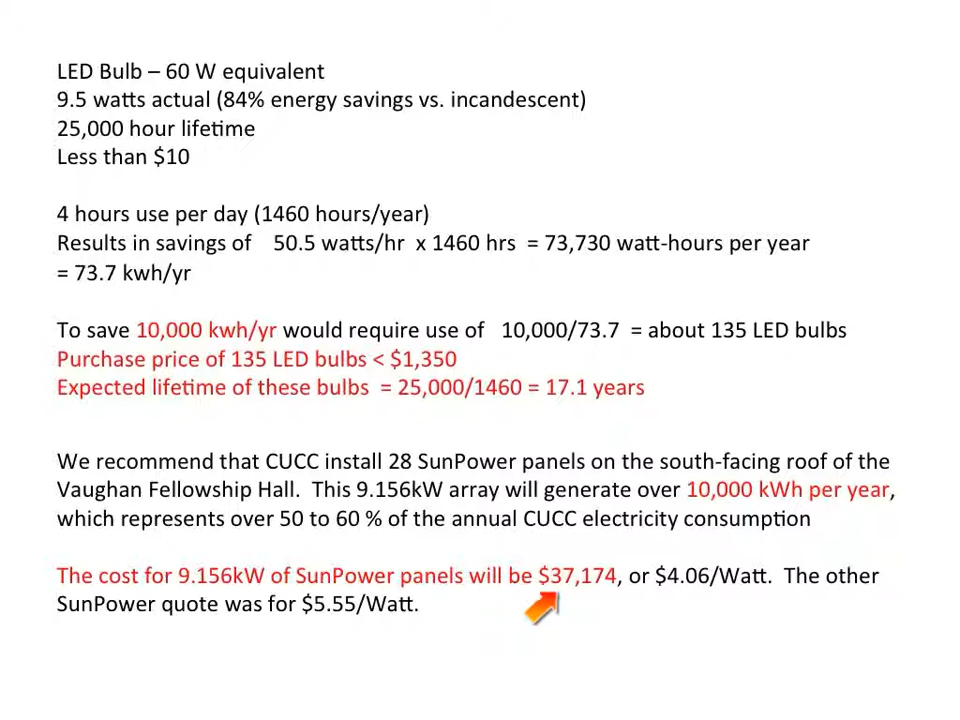 LED Bulb – 60 W equivalent
9.5 watts actual (84% energy savings vs. incandescent)
25,000 hour lifetime
Less than $10
4 hours use per day (1460 hours/year)
Results in savings of 50.5 watts/hr x 1460 hrs = 73,730 watt-hours per year
= 73.7 kwh/yr
To save 10,000 kwh/yr would require use of 10,000/73.7 = about 135 LED bulbs
Purchase price of 135 LED bulbs < $1,350
Expected lifetime of these bulbs = 25,000/1460 = 17.1 years
We recommend that CUCC install 28 SunPower panels on the south-facing roof of the
Vaughan Fellowship Hall. This 9.156kW array will generate over 10,000 kWh per year,
which represents over 50 to 60 % of the annual CUCC electricity consumption
The cost for 9.156kW of SunPower panels will be $37,174, or $4.06/Watt. The other
SunPower quote was for $5.55/Watt.